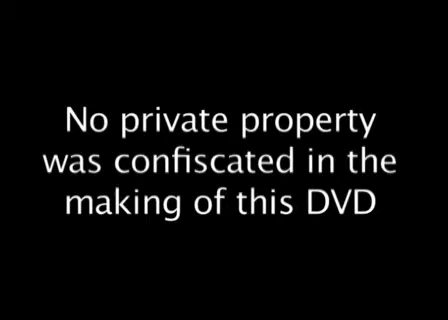 No private property
was confiscated in the
making of this DVD